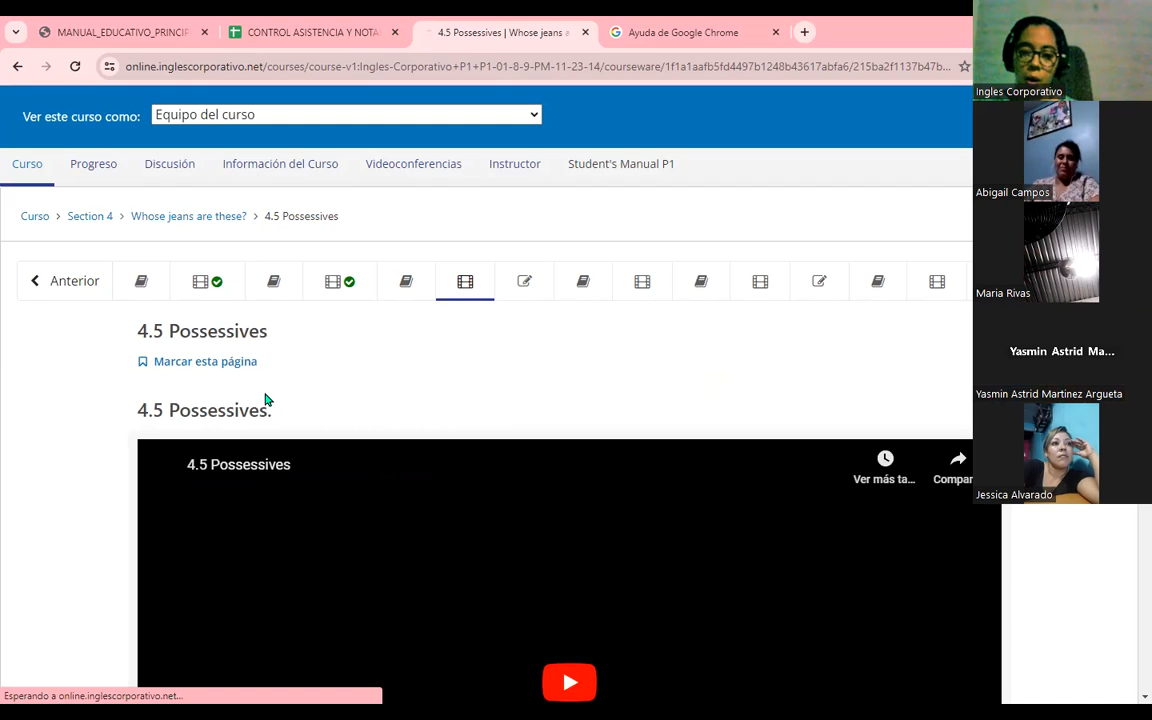 MANUAL_EDUCATIVO_PRINCIP
CONTROL ASISTENCIA Y NOTA
4.5 Possessives | Whose jeans a
Ayuda de Google Chrome
online.inglescorporativo.net/courses/course-v1:Ingles-Corporativo+P1+P1-01-8-9-PM-11-23-14/courseware/1f1a1aafb5fd4497b1248b43617abfa6/215ba2f1137b47b...
Ver este curso como:
Equipo del curso
Curso
Progreso
Discusión
Información del Curso
Videoconferencias
Instructor
Student's Manual P1
Curso > Section 4 > Whose jeans are these? > 4.5 Possessives
Anterior
4.5 Possessives
Marcar esta página
4.5 Possessives.
4.5 Possessives
Ver más ta...
Compar
Esperando a online.inglescorporativo.net...
Ingles Corporativo
Abigail Campos
Maria Rivas
Yasmin Astrid Ma...
Yasmin Astrid Martinez Argueta
Jessica Alvarado